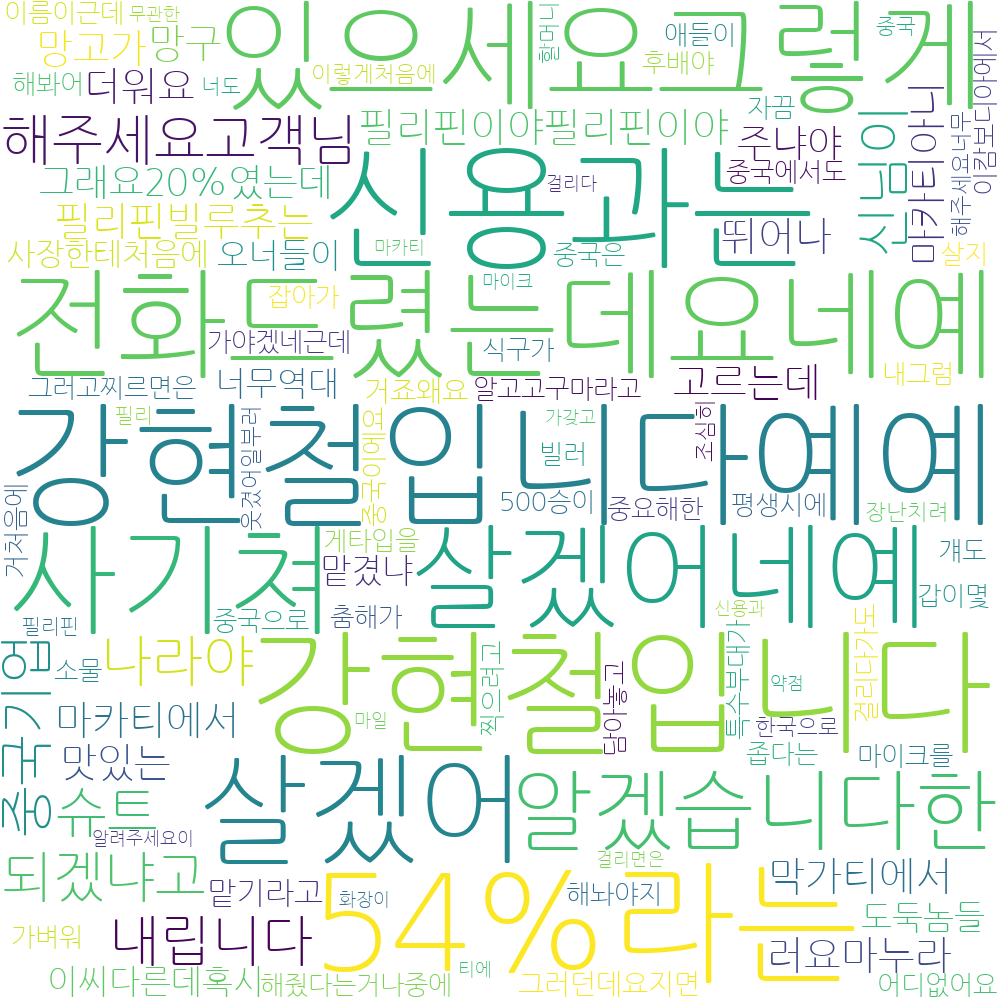 이름이근데
무관한
망고가
망구
있으세요그렇게
할머니
애들이
중국
해봐어
더워요
너도
이렇게처음에
후배야
자꿈
이캄보디아에서
해주세요고객님
필리핀이야필리핀이야
주냐야
신님이
마카티아니
해주세요너무
그래요20%였는데
신용과는
걸리다
중국에서도
필리핀빌루추는
뛰어나
사장한테처음에
오너들이
마카티
중국은
살지
전화드렸는데요네예
잡아가
마이크
가야겠네근데
식구가
그러고찌르면은
너무역대
거죠왜요
알고고구마라고
고르는데
내그럼
필리
강현철입니다예예
웃겼어일부러
중국이에요
가갖고
조심히
빌러
거처음에
500승이
중요해한
평생시에
장난치려
사기쳐
살겠어네예
게타입을
맡겼냐
걔도
갑이몇
필리핀
중국으로
춤해가
신용과
중국기업
소물
나라야
강현철입니다
찍으려고
담아놓고
특수부대가
약점
걸리다가도
마카티에서
마일
한국으로
좁다는
마이크를
맛있는
슈트
살겠어
알겠습니다한
알려주세요이
되겠냐고
맡기라고
화장이
54%라는
걸리면은
해놔야지
막가티에서
도둑놈들
가벼워
내립니다
러요마누라
이씨다른데혹시
해줬다는거나중에
티에
그러던데요지면
어디없어요